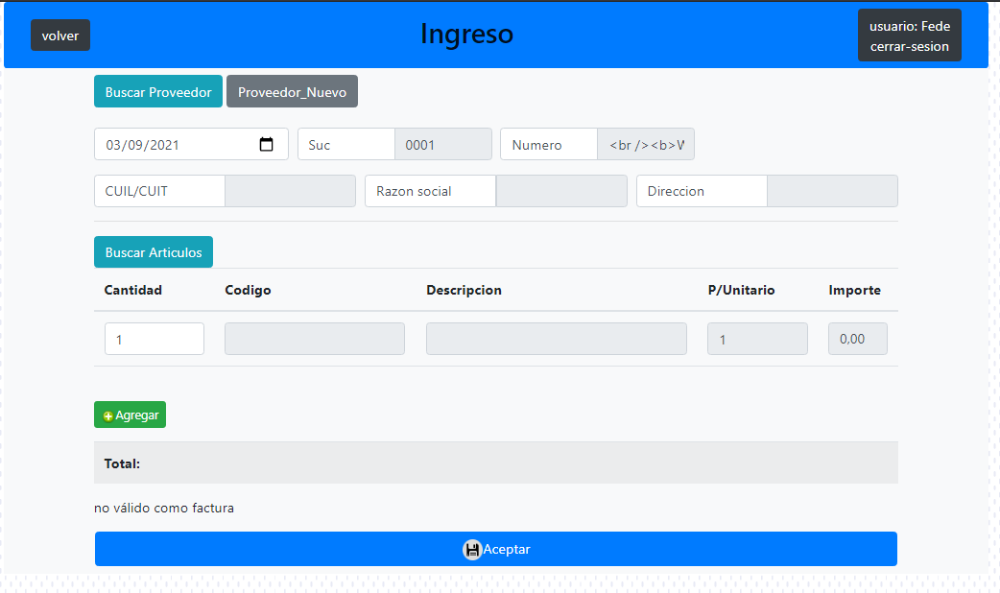 volver
Ingreso
usuario: Fede
cerrar-sesion
Buscar Proveedor
Proveedor_Nuevo
03/09/2021
Suc
0001
Numero
<br /><b>W
CUIL/CUIT
Razon social
Direccion
Buscar Articulos
Cantidad
Codigo
Descripcion
P/Unitario
Importe
1
1
0,00
Agregar
Total:
no válido como factura
Aceptar